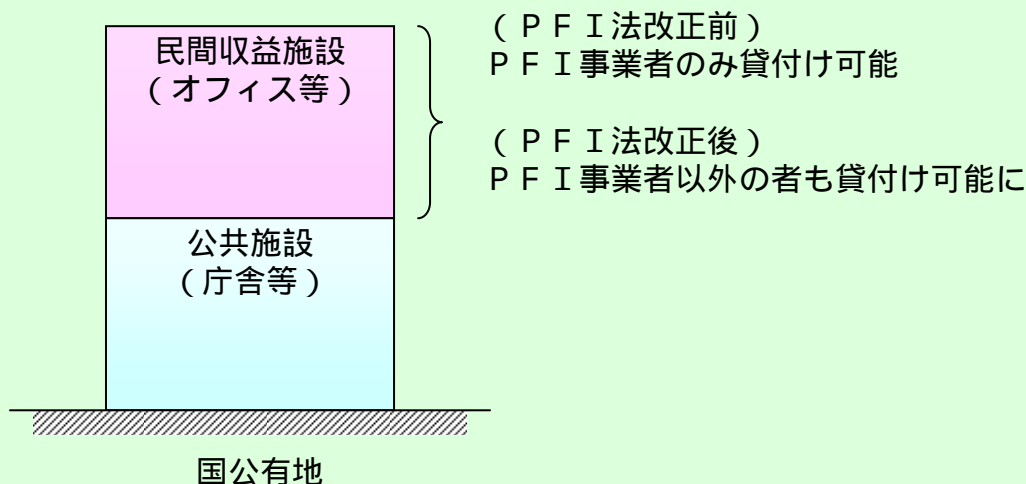 民間収益施設
（オフィス等）
（ＰＦＩ法改正前）
ＰＦＩ事業者のみ貸付け可能
（ＰＦＩ法改正後）
ＰＦＩ事業者以外の者も貸付け可能に
公共施設
（庁舎等）
国公有地